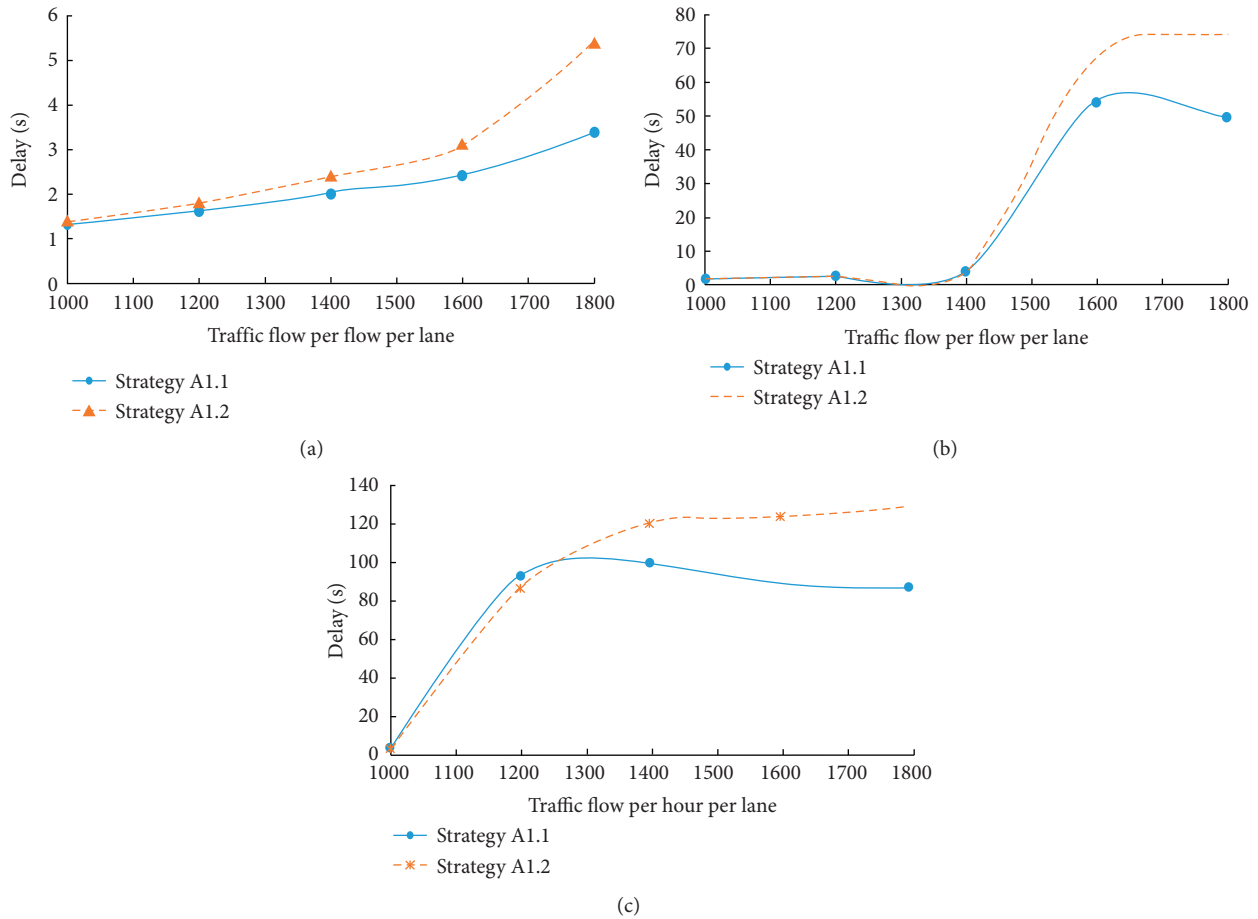 6
5
4
3
2
1
0
Delay (s)
1000 1100 1200 1300 1400 1500 1600 1700 1800
Traffic flow per flow per lane
Strategy A1.1
Strategy A1.2
(a)
80
70
60
50
40
30
20
10
0
Delay (s)
1000 1100 1200 1300 1400 1500 1600 1700 1800
Traffic flow per flow per lane
Strategy A1.1
Strategy A1.2
(b)
140
120
100
80
60
40
20
0
Delay (s)
1000 1100 1200 1300 1400 1500 1600 1700 1800
Traffic flow per hour per lane
Strategy A1.1
Strategy A1.2
(c)